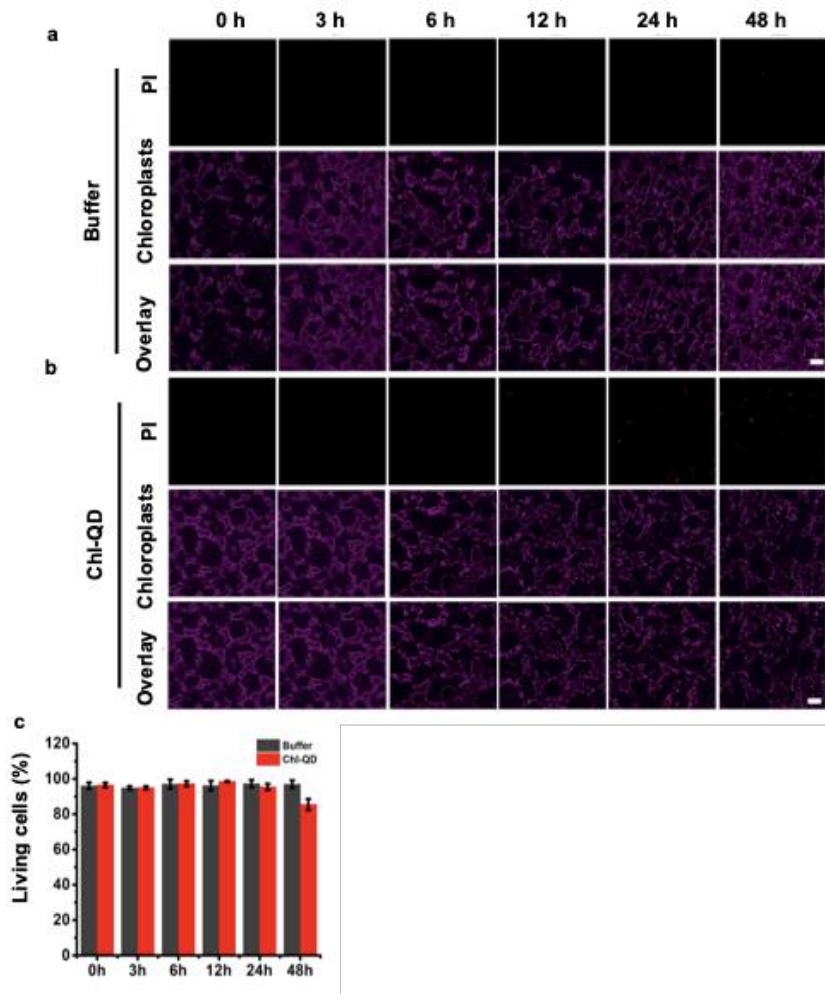 a
0 h 3 h 6 h 12 h 24 h 48 h
Buffer
PI
Chloroplasts
Overlay
b
Chl-QD
PI
Chloroplasts
Overlay
c
Living cells (%)
120
100
80
60
40
20
0
Buffer
Chl-QD
0h 3h 6h 12h 24h 48h